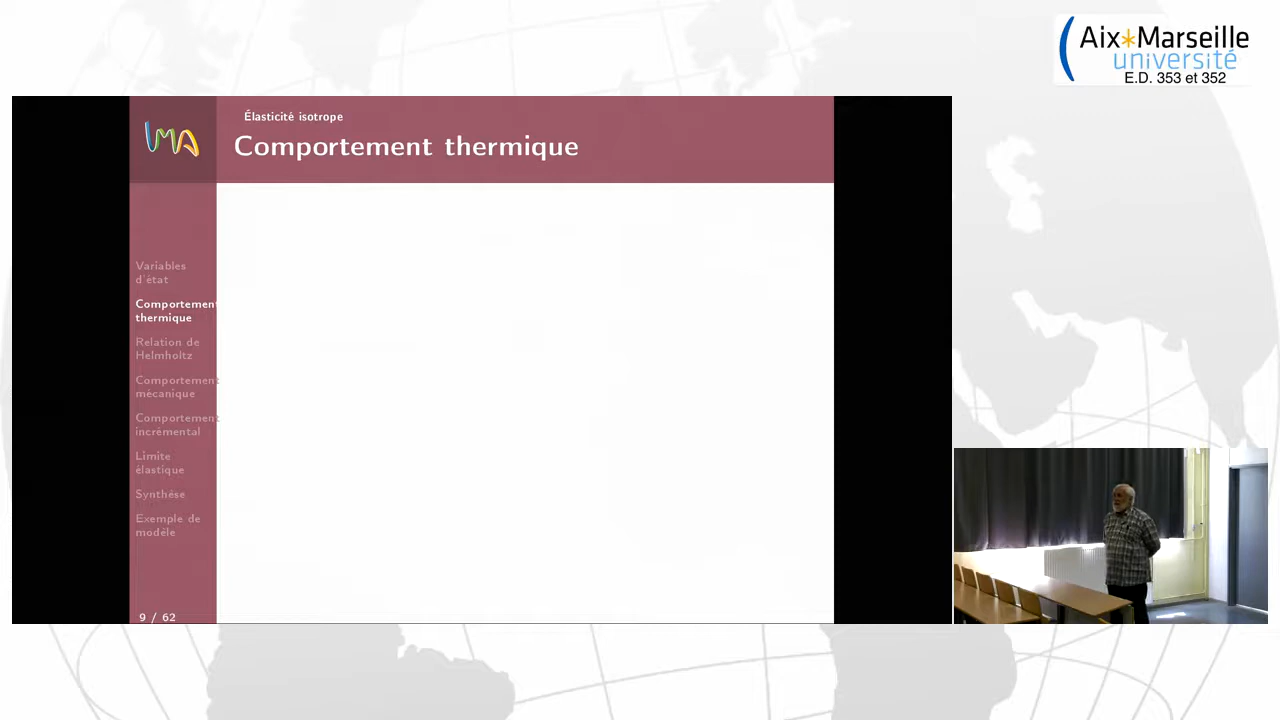 Aix*Marseille
université
E.D. 353 et 352
LMA
Élasticité isotrope
Comportement thermique
Variables
d'état
Comportement
thermique
Relation de
Helmholtz
Comportement
mécanique
Comportement
incrémental
Limite
élastique
Synthèse
Exemple de
modèle
9 / 62